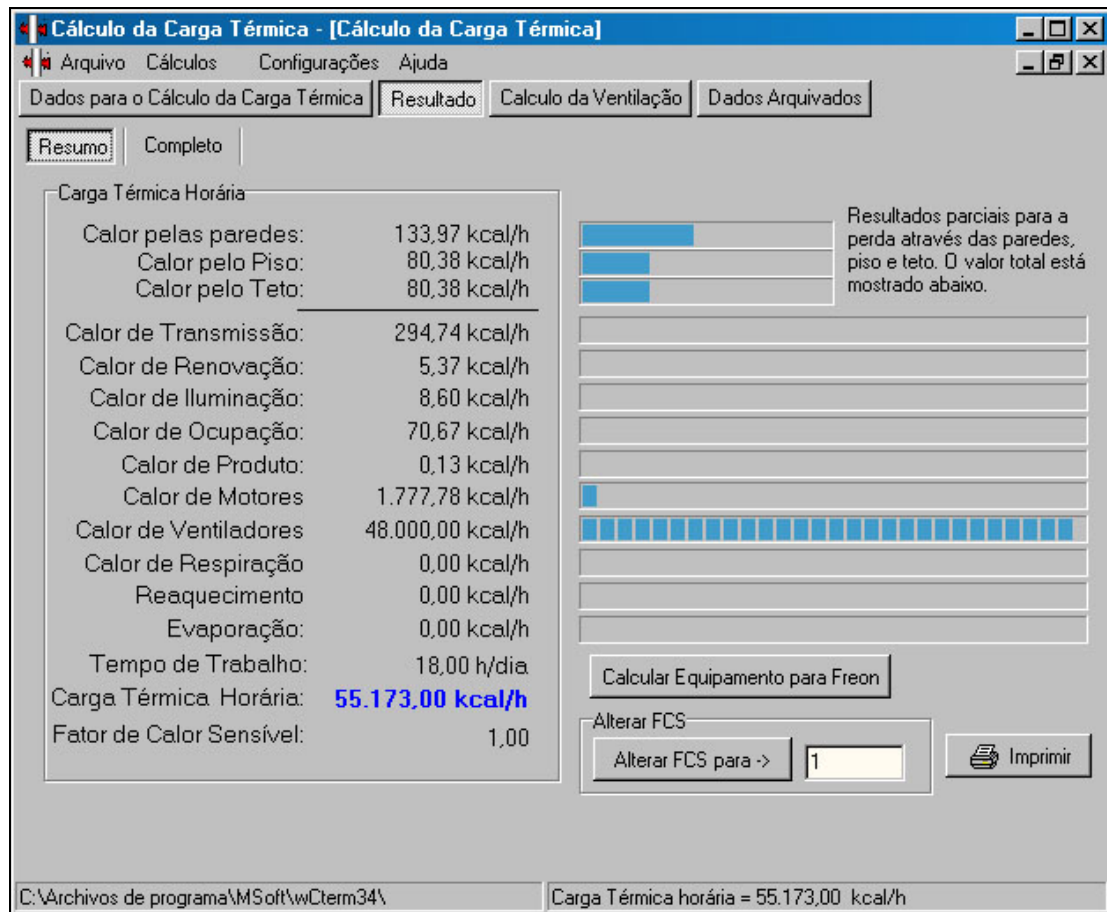 Cálculo da Carga Térmica - [Cálculo da Carga Térmica]
Arquivo Cálculos Configurações Ajuda
Dados para o Cálculo da Carga Térmica Resultado Calculo da Ventilação Dados Arquivados
Resumo Completo
Carga Térmica Horária
Calor pelas paredes: 133,97 kcal/h
Calor pelo Piso: 80,38 kcal/h
Calor pelo Teto: 80,38 kcal/h
Resultados parciais para a
perda através das paredes,
piso e teto. O valor total está
mostrado abaixo.
Calor de Transmissão: 294,74 kcal/h
Calor de Renovação: 5,37 kcal/h
Calor de Iluminação: 8,60 kcal/h
Calor de Ocupação: 70,67 kcal/h
Calor de Produto: 0,13 kcal/h
Calor de Motores 1.777,78 kcal/h
Calor de Ventiladores 48.000,00 kcal/h
Calor de Respiração 0,00 kcal/h
Reaquecimento 0,00 kcal/h
Evaporação: 0,00 kcal/h
Tempo de Trabalho: 18,00 h/dia
Carga Térmica Horária: 55.173,00 kcal/h
Fator de Calor Sensível: 1,00
Calcular Equipamento para Freon
Alterar FCS
Alterar FCS para -> 1
Imprimir
C:\Archivos de programa\MSoft\wCterm34\ Carga Térmica horária = 55.173,00 kcal/h